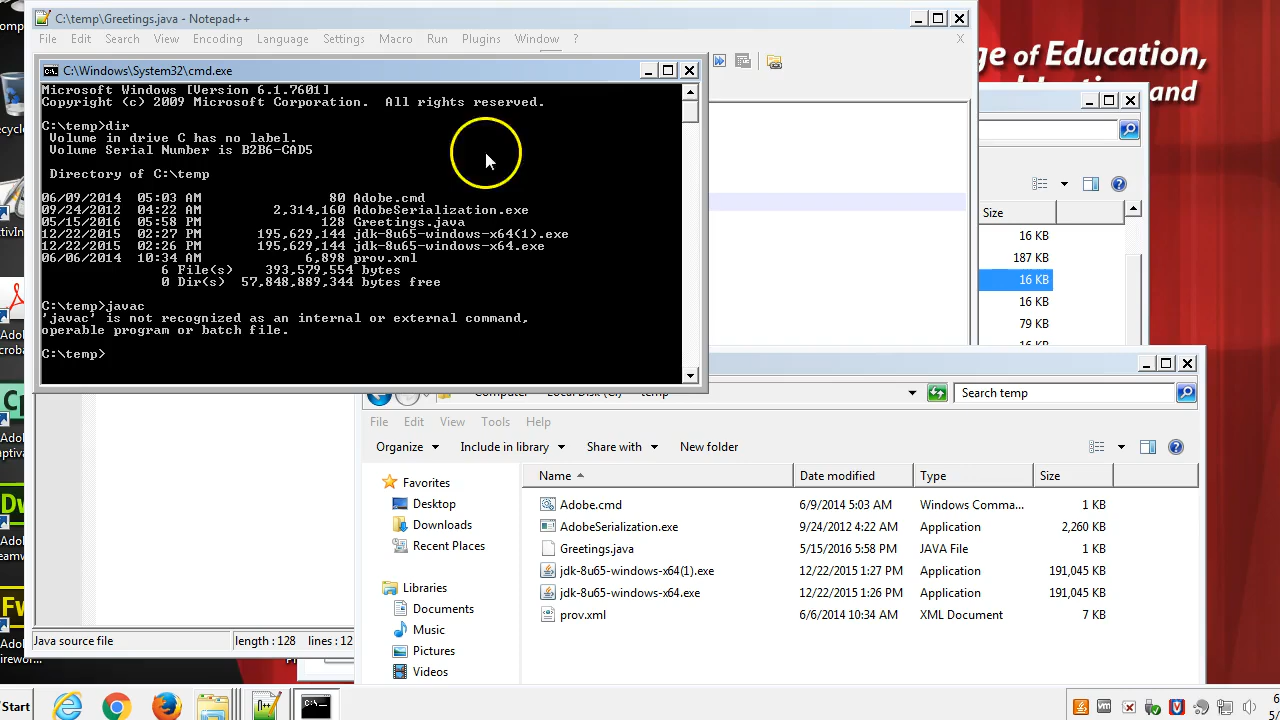 C:\temp\Greetings.java - Notepad++
File Edit Search View Encoding Language Settings Macro Run Plugins Window ? X
ge of Education,
and
C:\Windows\System32\cmd.exe
Microsoft Windows [Version 6.1.7601]
Copyright (c) 2009 Microsoft Corporation.  All rights reserved.
C:\temp>dir
Volume in drive C has no label.
Volume Serial Number is B2B6-CAD5
Directory of C:\temp
06/09/2014  05:03 AM                80 Adobe.cmd
09/24/2012  04:22 AM         2,314,160 AdobeSerialization.exe
05/15/2016  05:58 PM               128 Greetings.java
12/22/2015  02:27 PM       195,629,144 jdk-8u65-windows-x64(1).exe
12/22/2015  02:26 PM       195,629,144 jdk-8u65-windows-x64.exe
06/06/2014  10:34 AM             6,898 prov.xml
6 File(s)    393,579,554 bytes
0 Dir(s)  57,848,889,344 bytes free
C:\temp>javac
'javac' is not recognized as an internal or external command,
operable program or batch file.
C:\temp>
Size
16 KB
187 KB
16 KB
16 KB
79 KB
Search temp
File Edit View Tools Help
Organize Include in library Share with New folder
Favorites
Desktop
Downloads
Recent Places
Libraries
Documents
Music
Pictures
Videos
Name Date modified Type Size
Adobe.cmd 6/9/2014 5:03 AM Windows Comma... 1 KB
AdobeSerialization.exe 9/24/2012 4:22 AM Application 2,260 KB
Greetings.java 5/15/2016 5:58 PM JAVA File 1 KB
jdk-8u65-windows-x64(1).exe 12/22/2015 1:27 PM Application 191,045 KB
jdk-8u65-windows-x64.exe 12/22/2015 1:26 PM Application 191,045 KB
prov.xml 6/6/2014 10:34 AM XML Document 7 KB
Java source file length : 128 lines : 12
Start